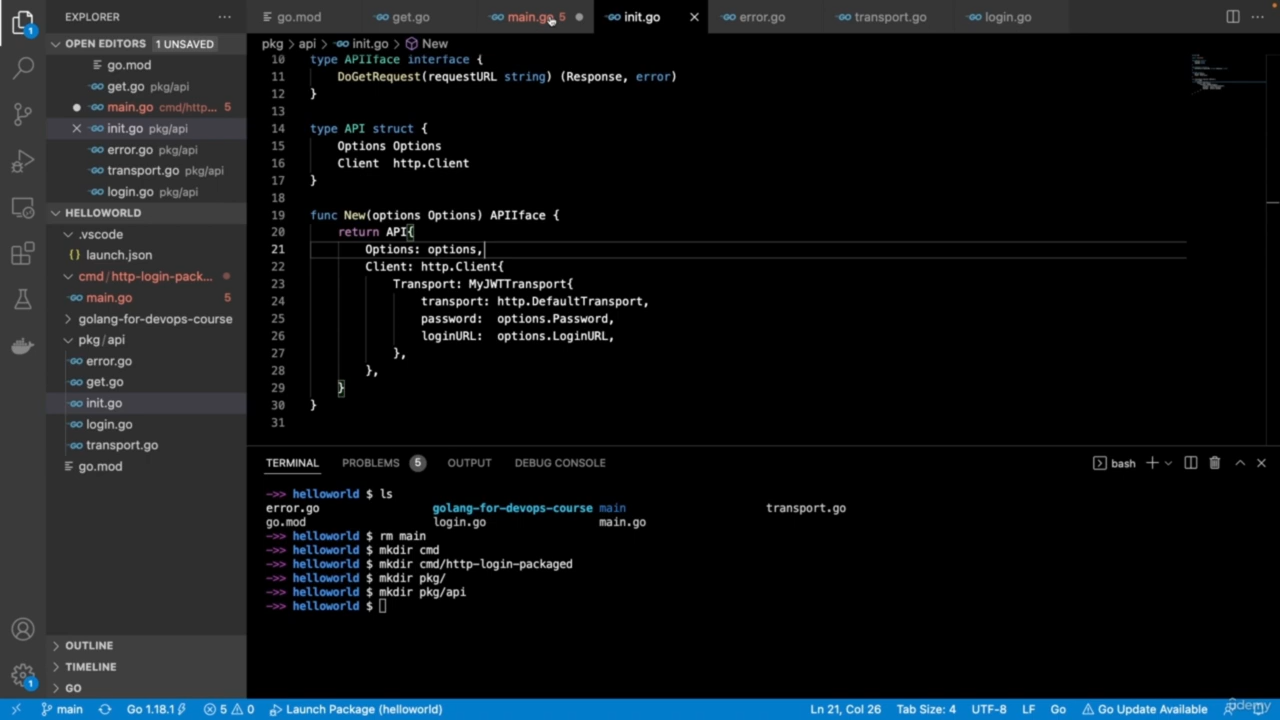 EXPLORER
go.mod
get.go
main.go 5
init.go
error.go
transport.go
login.go
OPEN EDITORS 1 UNSAVED
go.mod
get.go pkg/api
main.go cmd/http... 5
init.go pkg/api
error.go pkg/api
transport.go pkg/api
login.go pkg/api
HELLOWORLD
.vscode
launch.json
cmd/http-login-pack...
main.go 5
golang-for-devops-course
pkg/api
error.go
get.go
init.go
login.go
transport.go
go.mod
OUTLINE
TIMELINE
GO
pkg > api > init.go > New
10 type APIIface interface {
11 DoGetRequest(requestURL string) (Response, error)
12 }
13
14 type API struct {
15 Options Options
16 Client http.Client
17 }
18
19 func New(options Options) APIIface {
20 return API{
21 Options: options,
22 Client: http.Client{
23 Transport: MyJWTTransport{
24 transport: http.DefaultTransport,
25 password: options.Password,
26 loginURL: options.LoginURL,
27 },
28 },
29 }
30 }
31
TERMINAL PROBLEMS 5 OUTPUT DEBUG CONSOLE
bash
->> helloworld $ ls
error.go golang-for-devops-course main transport.go
go.mod login.go main.go
->> helloworld $ rm main
->> helloworld $ mkdir cmd
->> helloworld $ mkdir cmd/http-login-packaged
->> helloworld $ mkdir pkg/
->> helloworld $ mkdir pkg/api
->> helloworld $
1
1
main Go 1.18.1 5 0 Launch Package (helloworld) Ln 21, Col 26 Tab Size: 4 UTF-8 LF Go Go Update Available
udemy